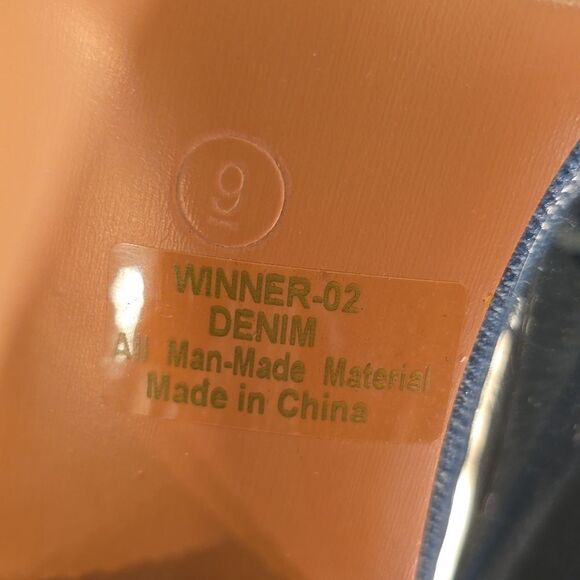 9
WINNER-02
DENIM
All Man-Made Material
Made in China